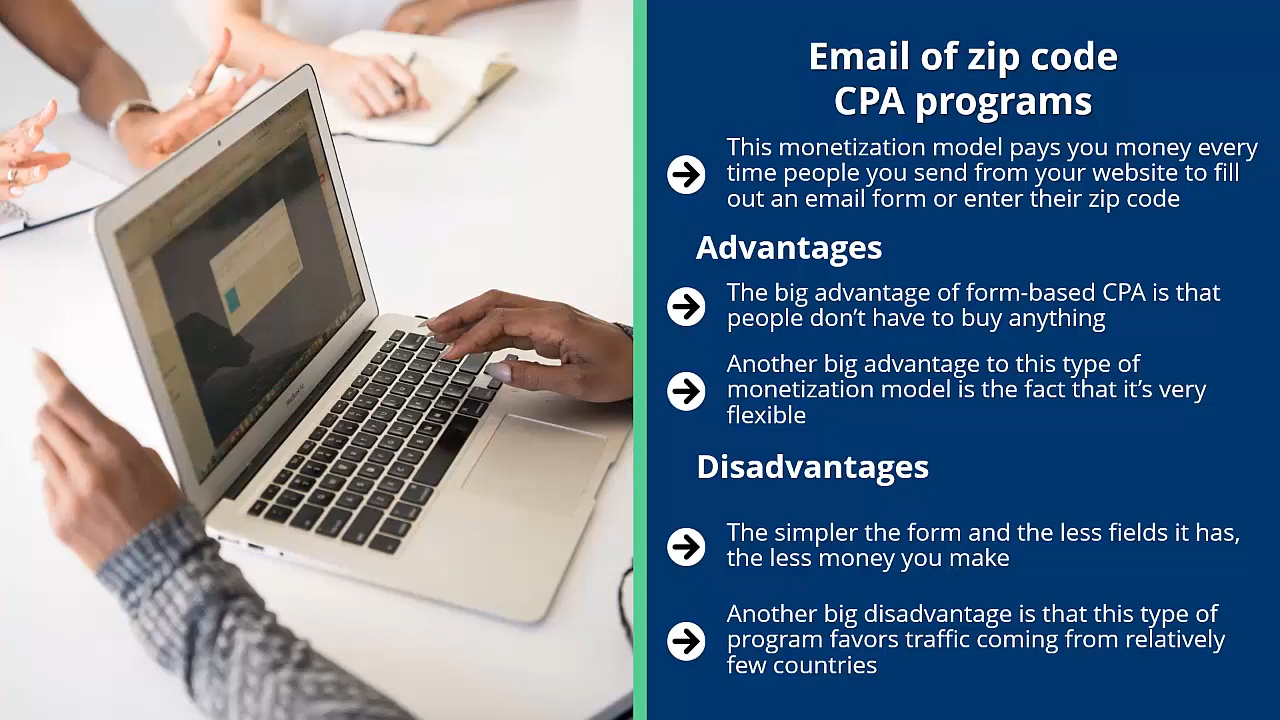 Email of zip code
CPA programs
This monetization model pays you money every
time people you send from your website to fill
out an email form or enter their zip code
Advantages
The big advantage of form-based CPA is that
people don’t have to buy anything
Another big advantage to this type of
monetization model is the fact that it’s very
flexible
Disadvantages
The simpler the form and the less fields it has,
the less money you make
Another big disadvantage is that this type of
program favors traffic coming from relatively
few countries